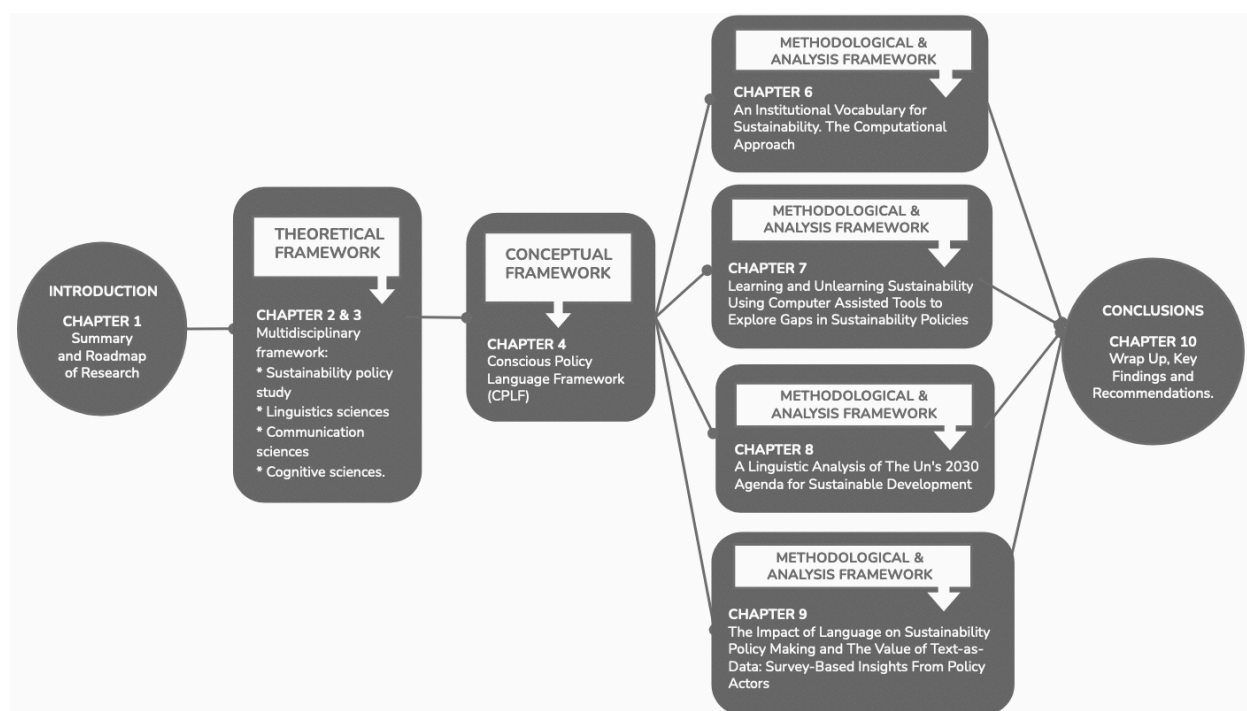 INTRODUCTION
CHAPTER 1
Summary
and Roadmap
of Research
THEORETICAL
FRAMEWORK
CHAPTER 2 & 3
Multidisciplinary
framework:
* Sustainability policy
study
* Linguistics sciences
* Communication
sciences
* Cognitive sciences.
CONCEPTUAL
FRAMEWORK
CHAPTER 4
Conscious Policy
Language Framework
(CPLF)
METHODOLOGICAL &
ANALYSIS FRAMEWORK
CHAPTER 6
An Institutional Vocabulary for
Sustainability. The Computational
Approach
METHODOLOGICAL &
ANALYSIS FRAMEWORK
CHAPTER 7
Learning and Unlearning Sustainability
Using Computer Assisted Tools to
Explore Gaps in Sustainability Policies
METHODOLOGICAL &
ANALYSIS FRAMEWORK
CHAPTER 8
A Linguistic Analysis of The Un's 2030
Agenda for Sustainable Development
METHODOLOGICAL &
ANALYSIS FRAMEWORK
CHAPTER 9
The Impact of Language on Sustainability
Policy Making and The Value of Text-as-
Data: Survey-Based Insights From Policy
Actors
CONCLUSIONS
CHAPTER 10
Wrap Up, Key
Findings and
Recommendations.